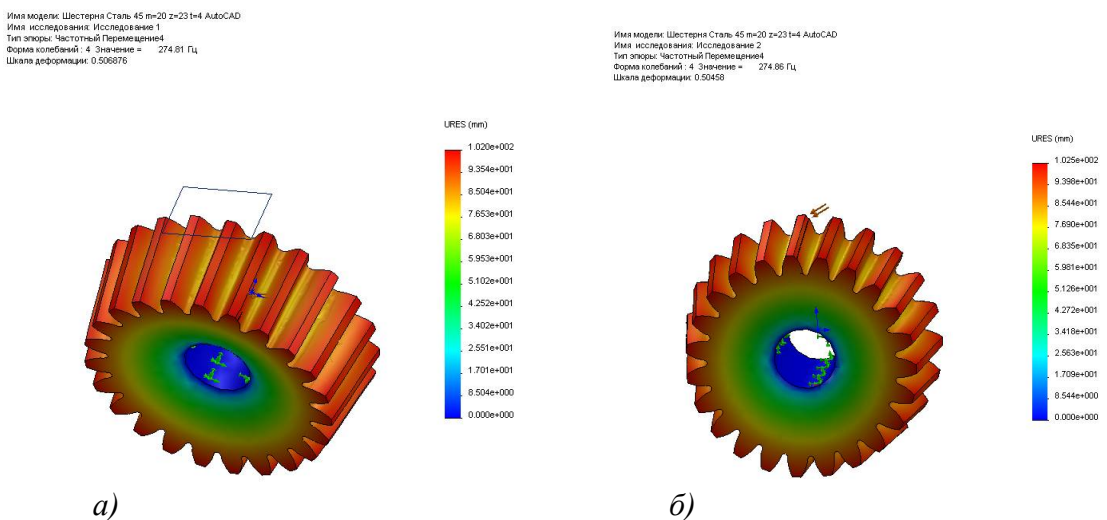 Имя модели: Шестерня Сталь 45 m=20 z=23 t=4 AutoCAD
Имя исследования: Исследование 1
Тип эпюры: Частотный Перемещение4
Форма колебаний : 4 Значение = 274.81 Гц
Шкала деформации: 0.506876
URES (mm)
1.020e+002
9.354e+001
8.504e+001
7.653e+001
6.803e+001
5.953e+001
5.102e+001
4.252e+001
3.402e+001
2.551e+001
1.701e+001
8.504e+000
0.000e+000
а)
Имя модели: Шестерня Сталь 45 m=20 z=23 t=4 AutoCAD
Имя исследования: Исследование 2
Тип эпюры: Частотный Перемещение4
Форма колебаний : 4 Значение = 274.86 Гц
Шкала деформации: 0.50458
URES (mm)
1.025e+002
9.398e+001
8.544e+001
7.690e+001
6.835e+001
5.981e+001
5.126e+001
4.272e+001
3.418e+001
2.563e+001
1.709e+001
8.544e+000
0.000e+000
б)